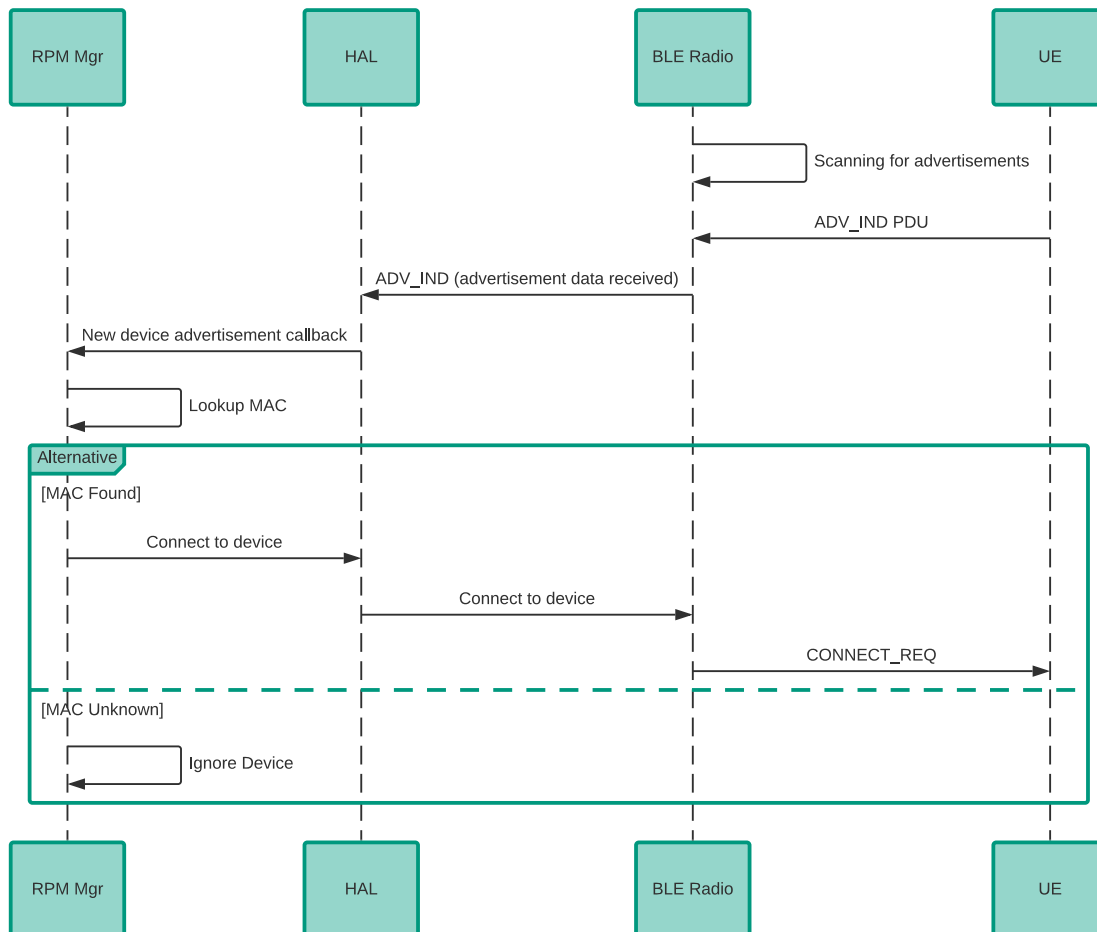 RPM Mgr
HAL
BLE Radio
UE
Scanning for advertisements
ADV_IND PDU
ADV_IND (advertisement data received)
New device advertisement callback
Lookup MAC
Alternative
[MAC Found]
Connect to device
Connect to device
CONNECT_REQ
[MAC Unknown]
Ignore Device
RPM Mgr
HAL
BLE Radio
UE